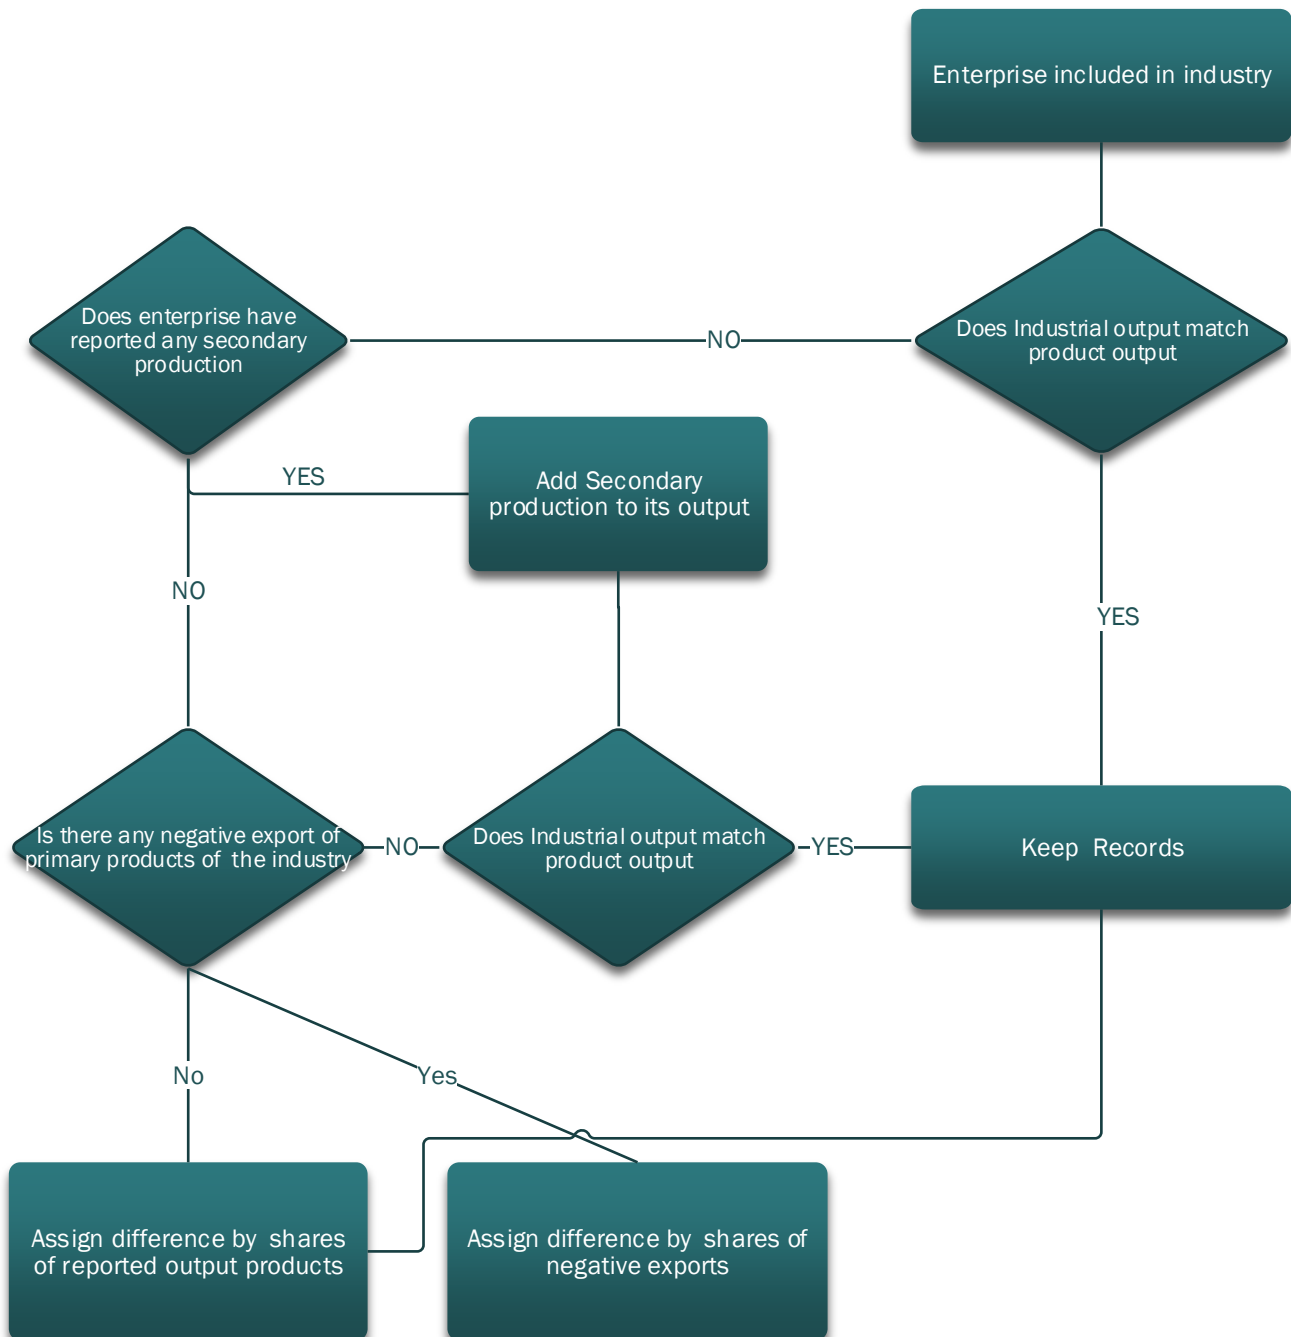 Enterprise included in industry
Does enterprise have
reported any secondary
production
NO
Does Industrial output match
product output
YES
Add Secondary
production to its output
NO
YES
Is there any negative export of
primary products of the industry
NO
Does Industrial output match
product output
YES
Keep Records
No
Yes
Assign difference by shares
of reported output products
Assign difference by shares of
negative exports